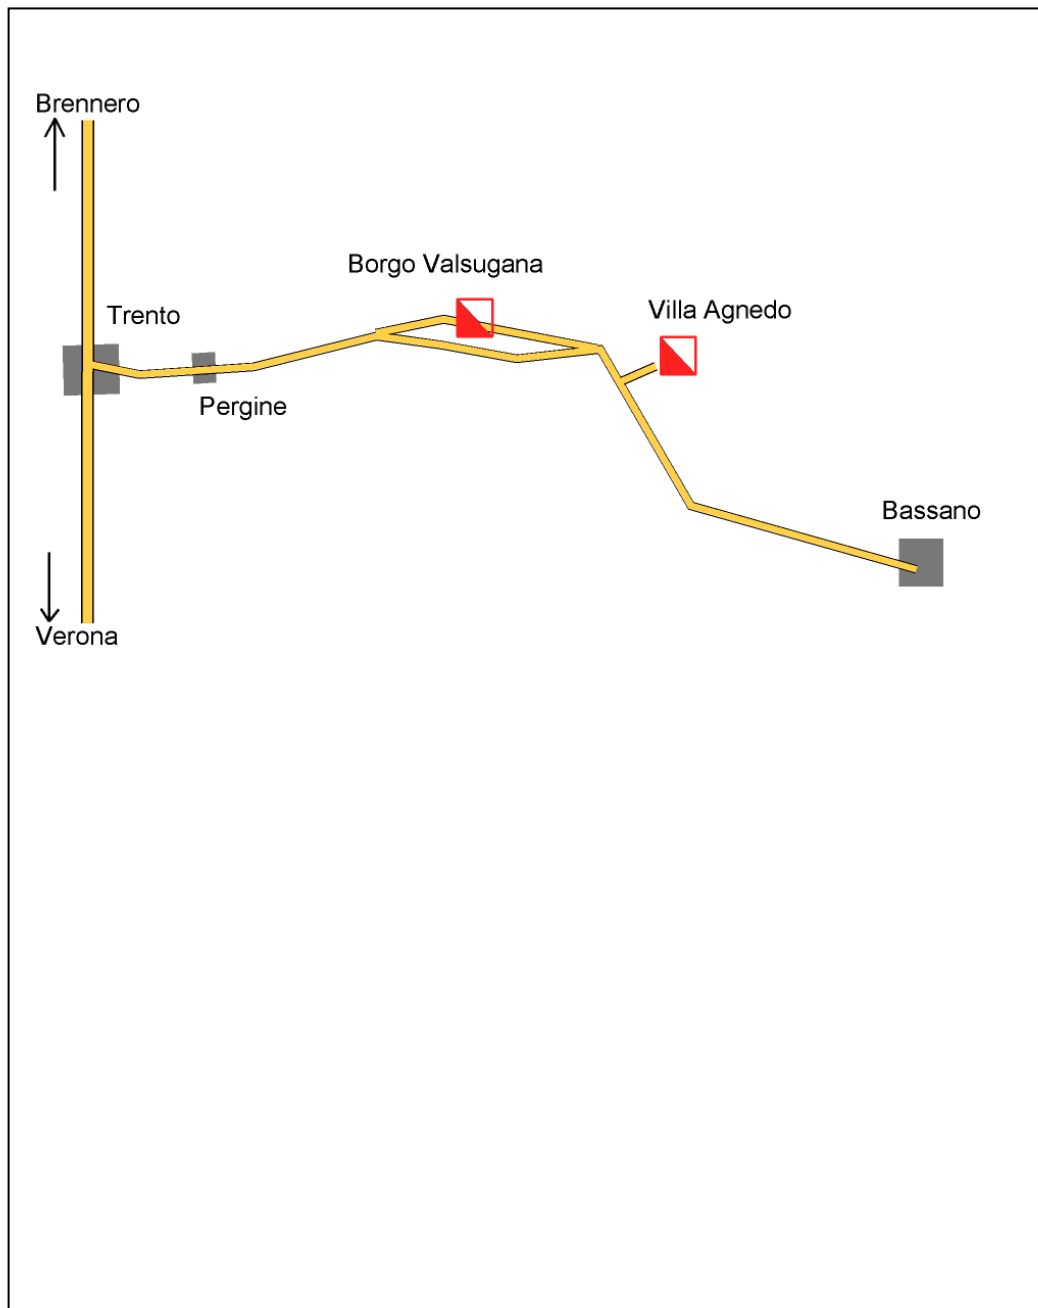 Brennero
Borgo Valsugana
Villa Agnedo
Trento
Pergine
Bassano
Verona